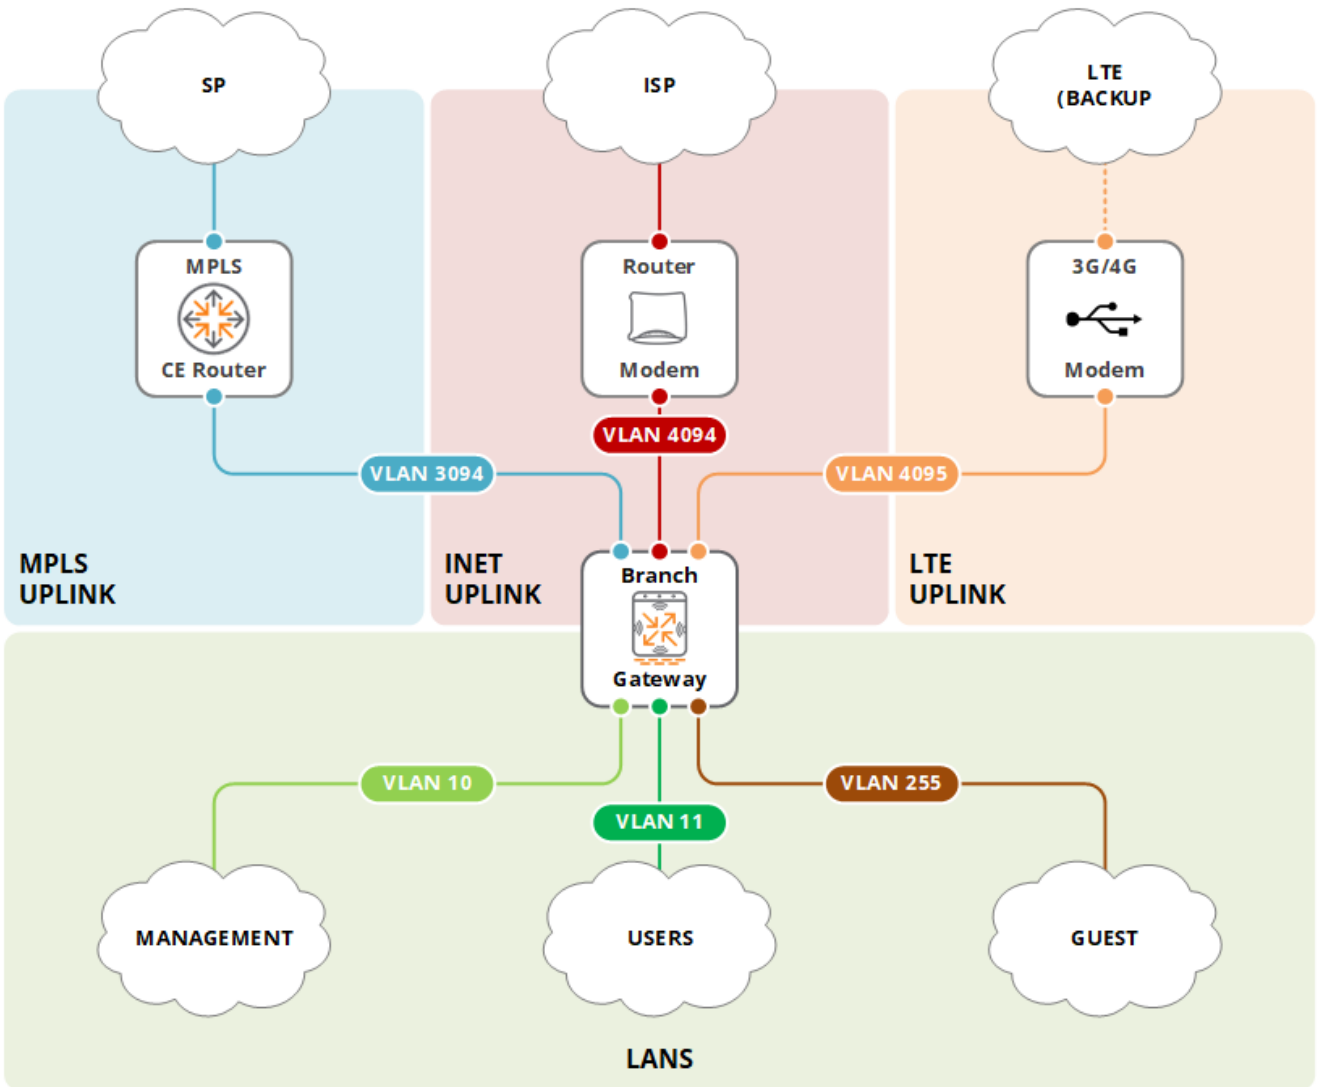 SP
ISP
LTE
(BACKUP
MPLS
CE Router
Router
Modem
3G/4G
Modem
VLAN 4094
VLAN 3094
VLAN 4095
MPLS
UPLINK
INET
UPLINK
LTE
UPLINK
Branch
Gateway
VLAN 10
VLAN 255
VLAN 11
MANAGEMENT
USERS
GUEST
LANS